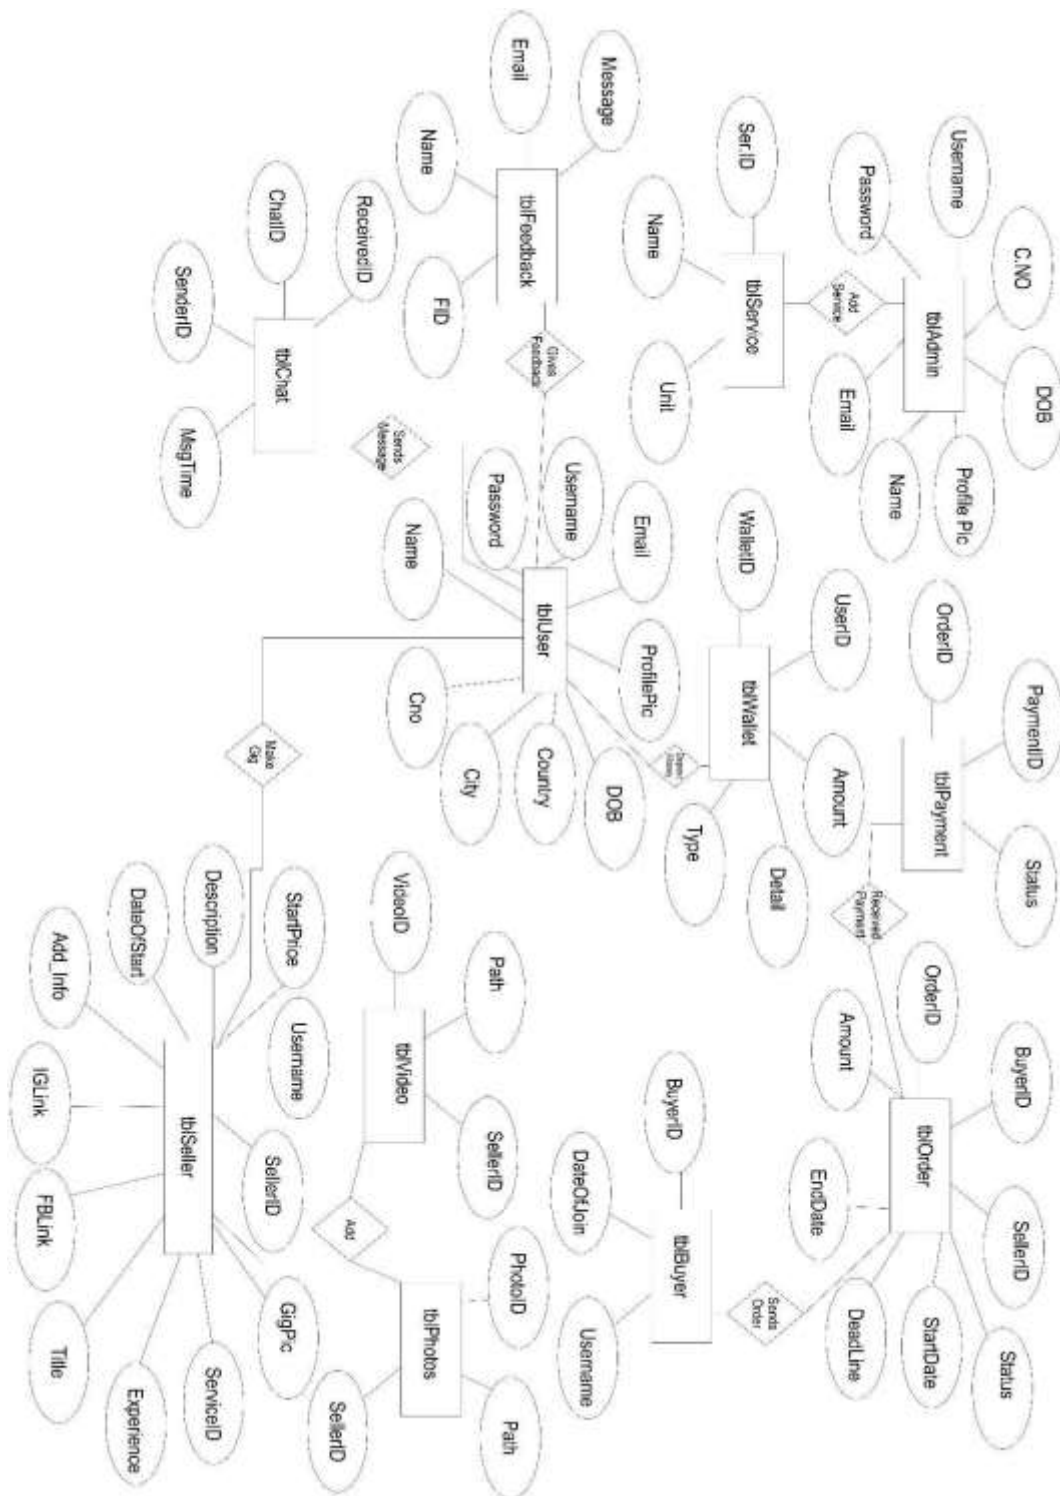 Username
C.NO
DOB
Password
tblAdmin
Profile Pic
Name
Email
Add
Service
Ser.ID
tblService
Name
Unit
Message
Email
tblFeedback
Name
FID
Gives
Feedback
ReceivedID
ChatID
tblChat
SenderID
MsgTime
Sends
Message
Username
Email
ProfilePic
Password
tblUser
DOB
Name
Cno
City
Country
UserID
Amount
WalletID
tblWallet
Detail
Type
PaymentID
Status
OrderID
tblPayment
Received
Payment
OrderID
BuyerID
SellerID
Status
Amount
tblOrder
StartDate
EndDate
DeadLine
Sends
Order
BuyerID
tblBuyer
DateOfJoin
Username
Path
SellerID
VideoID
tblVideo
Add
PhotoID
Path
tblPhotos
SellerID
Make
Gig
StartPrice
Username
SellerID
GigPic
Description
DateOfStart
tblSeller
ServiceID
Add_Info
IGLink
FBLink
Title
Experience